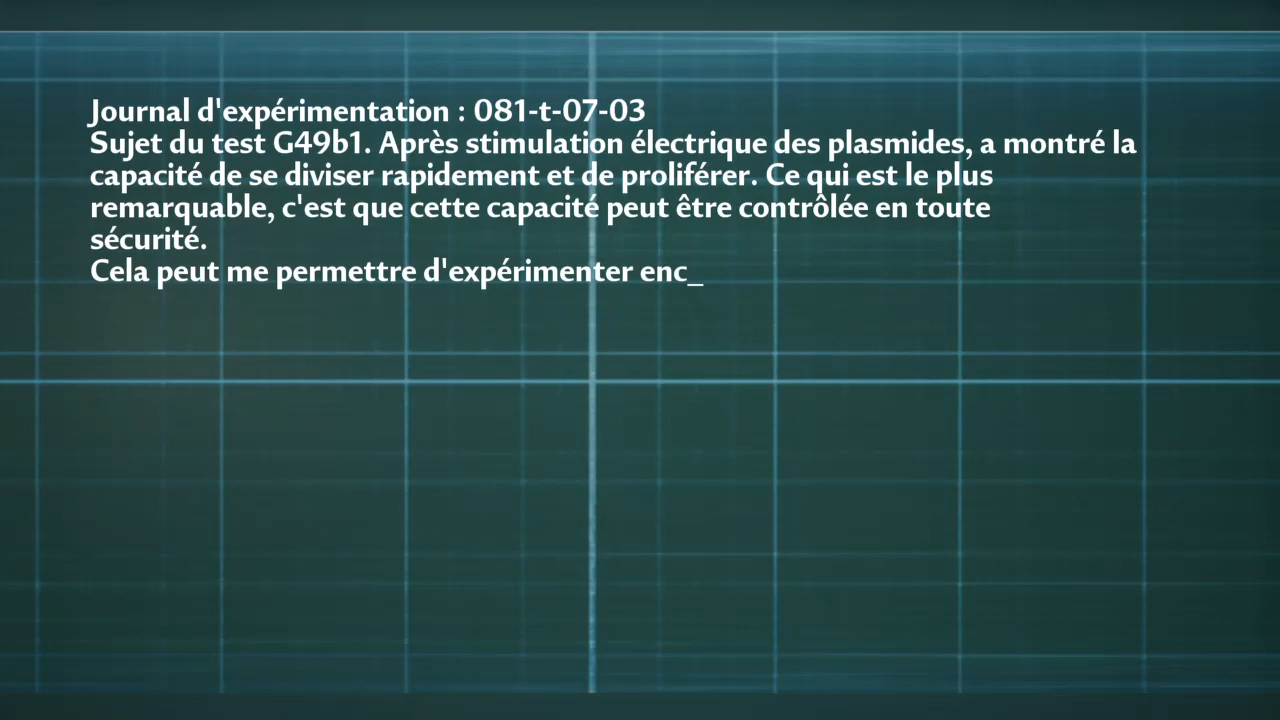 Journal d'expérimentation : 081-t-07-03
Sujet du test G49b1. Après stimulation électrique des plasmides, a montré la
capacité de se diviser rapidement et de proliférer. Ce qui est le plus
remarquable, c'est que cette capacité peut être contrôlée en toute
sécurité.
Cela peut me permettre d'expérimenter enc_